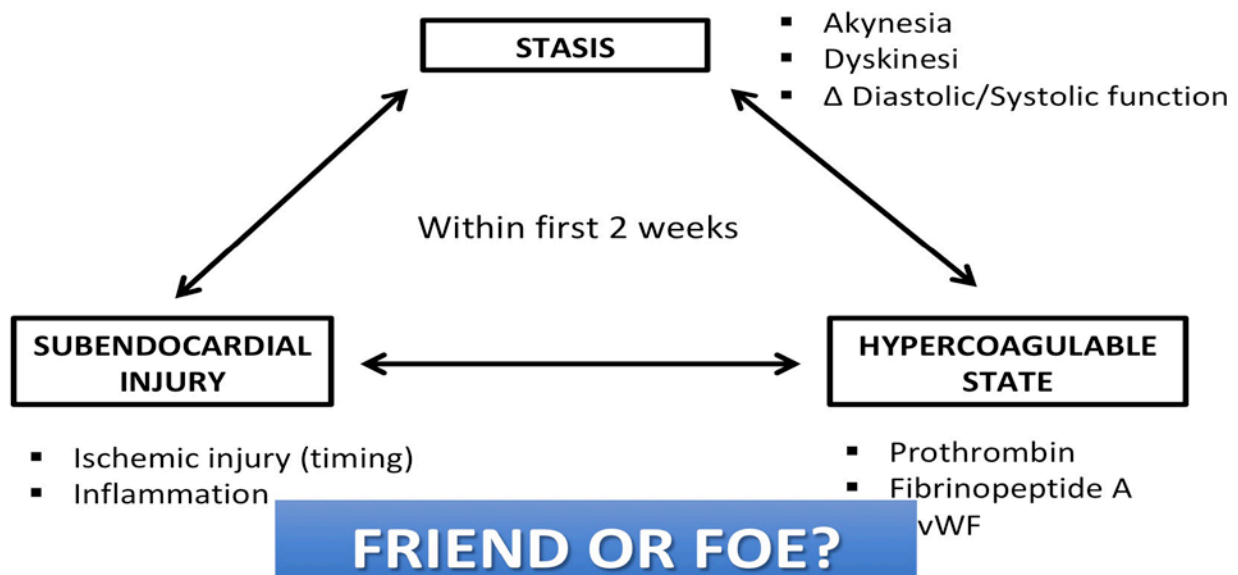 STASIS
▪ Akynesia
▪ Dyskinesi
▪ Δ Diastolic/Systolic function
Within first 2 weeks
SUBENDOCARDIAL
INJURY
▪ Ischemic injury (timing)
▪ Inflammation
HYPERCOAGULABLE
STATE
▪ Prothrombin
▪ Fibrinopeptide A
vWF
FRIEND OR FOE?